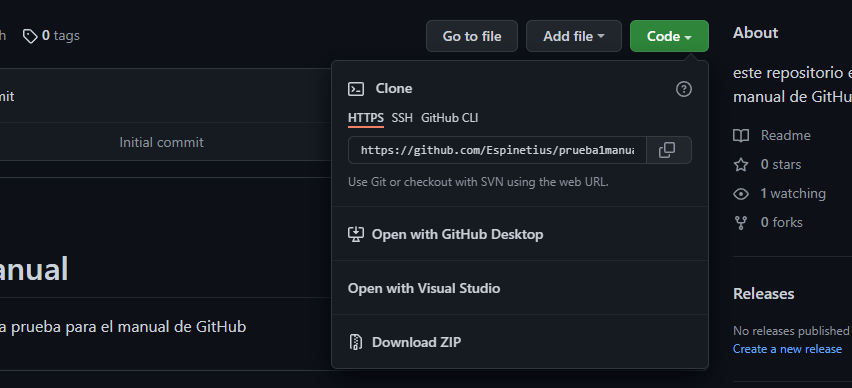 0 tags
Go to file
Add file
Code
Clone
HTTPS SSH GitHub CLI
https://github.com/Espinetius/prueba1manua
Use Git or checkout with SVN using the web URL.
Open with GitHub Desktop
Open with Visual Studio
Download ZIP
mit
Initial commit
anual
a prueba para el manual de GitHub
About
este repositorio e
manual de GitHu
Readme
0 stars
1 watching
0 forks
Releases
No releases published
Create a new release